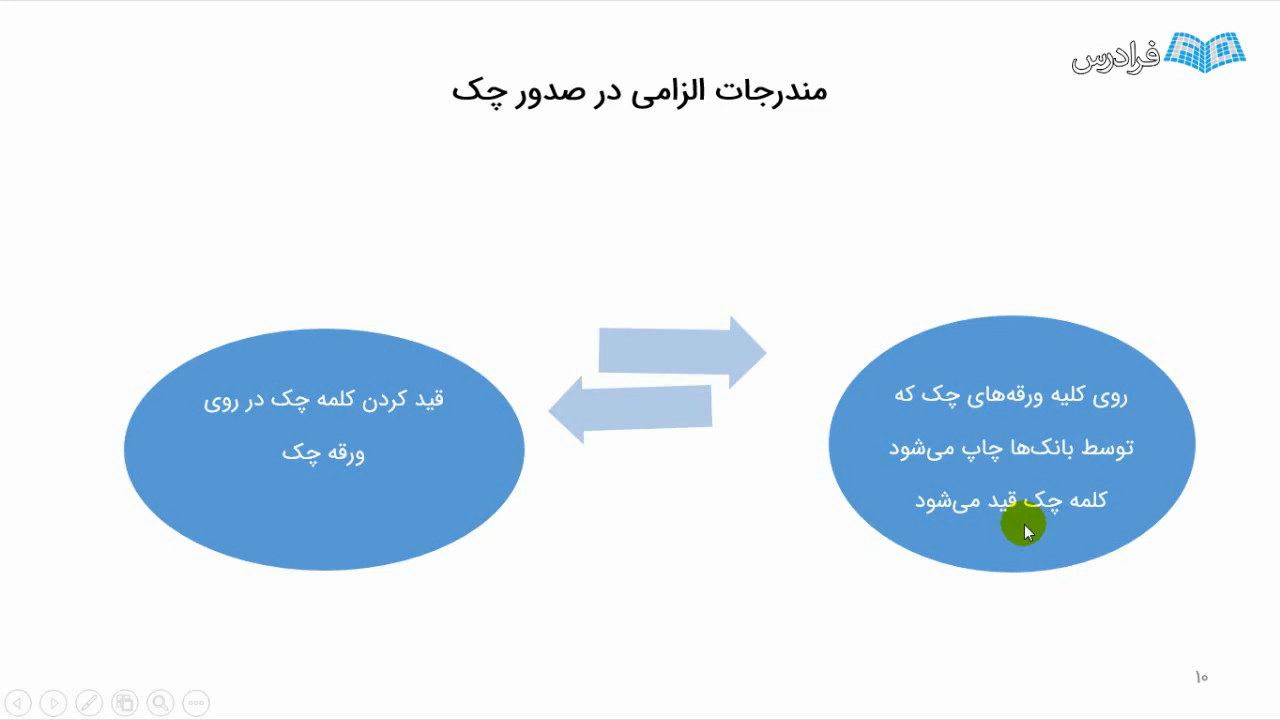 فرادرس
مندرجات الزامی در صدور چک
روی کلیه ورقه‌های چک که
توسط بانک‌ها چاپ می‌شود
کلمه چک قید می‌شود
قید کردن کلمه چک در روی
ورقه چک
۱۰